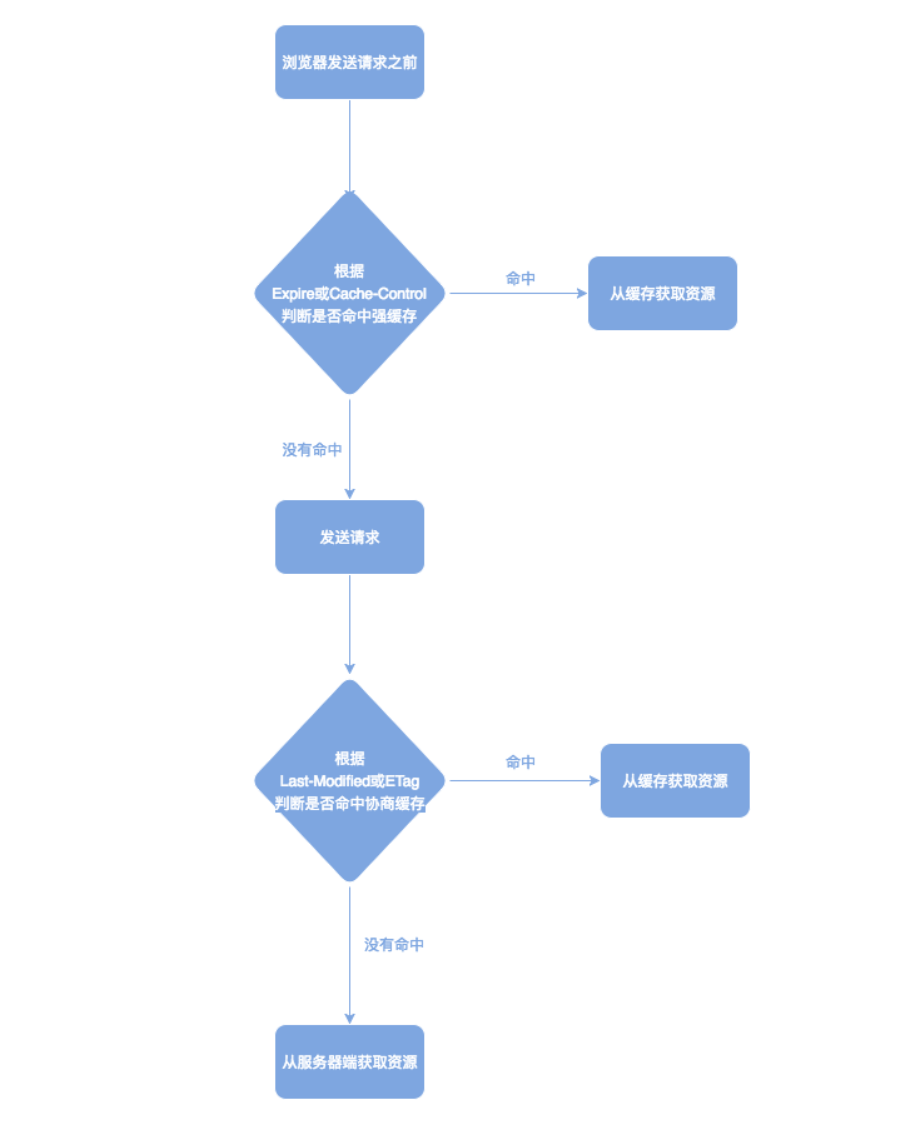 浏览器发送请求之前
根据
Expire或Cache-Control
判断是否命中强缓存
命中
从缓存获取资源
没有命中
发送请求
根据
Last-Modified或ETag
判断是否命中协商缓存
命中
从缓存获取资源
没有命中
从服务器端获取资源